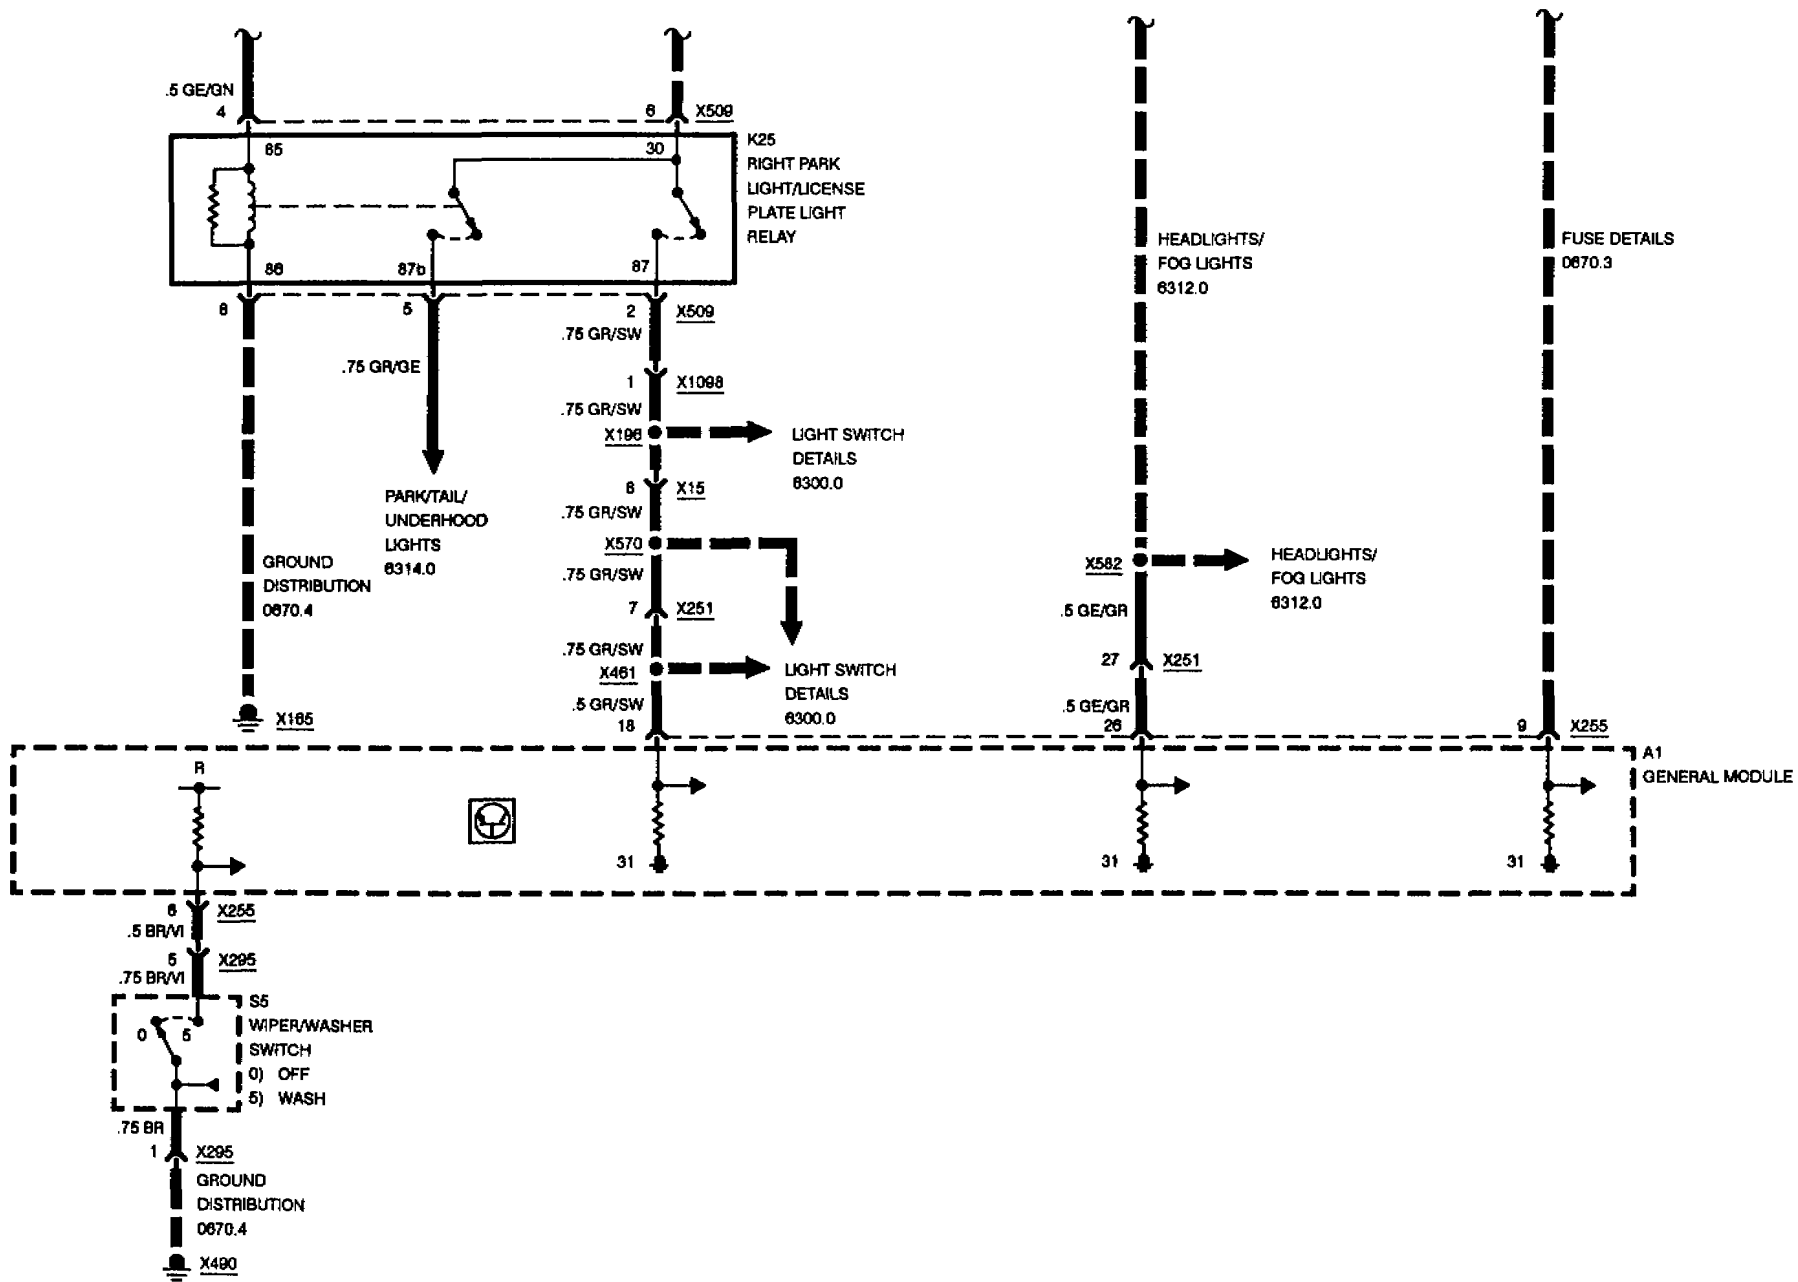 .5 GE/GN
4
6 X509
K25
RIGHT PARK
LIGHT/LICENSE
PLATE LIGHT
RELAY
85
30
86
87b
87
8
5
2 X509
.75 GR/SW
.75 GR/GE
1 X1098
.75 GR/SW
X196
LIGHT SWITCH
DETAILS
6300.0
8 X15
.75 GR/SW
X570
.75 GR/SW
7 X251
.75 GR/SW
X461
LIGHT SWITCH
DETAILS
6300.0
.5 GR/SW
18
PARK/TAIL/
UNDERHOOD
LIGHTS
6314.0
GROUND
DISTRIBUTION
0670.4
X165
HEADLIGHTS/
FOG LIGHTS
6312.0
X582
HEADLIGHTS/
FOG LIGHTS
6312.0
.5 GE/GR
27 X251
.5 GE/GR
26
FUSE DETAILS
0670.3
9 X255
A1
GENERAL MODULE
R
31
31
31
6 X255
.5 BR/VI
5 X295
.75 BR/VI
S5
WIPER/WASHER
SWITCH
0) OFF
5) WASH
0 5
.75 BR
1 X295
GROUND
DISTRIBUTION
0670.4
X490